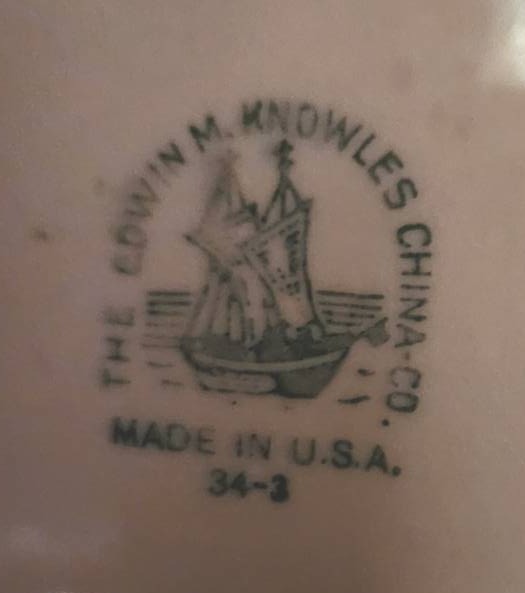 THE EDWIN M. KNOWLES CHINA-CO.
MADE IN U.S.A.
34-3